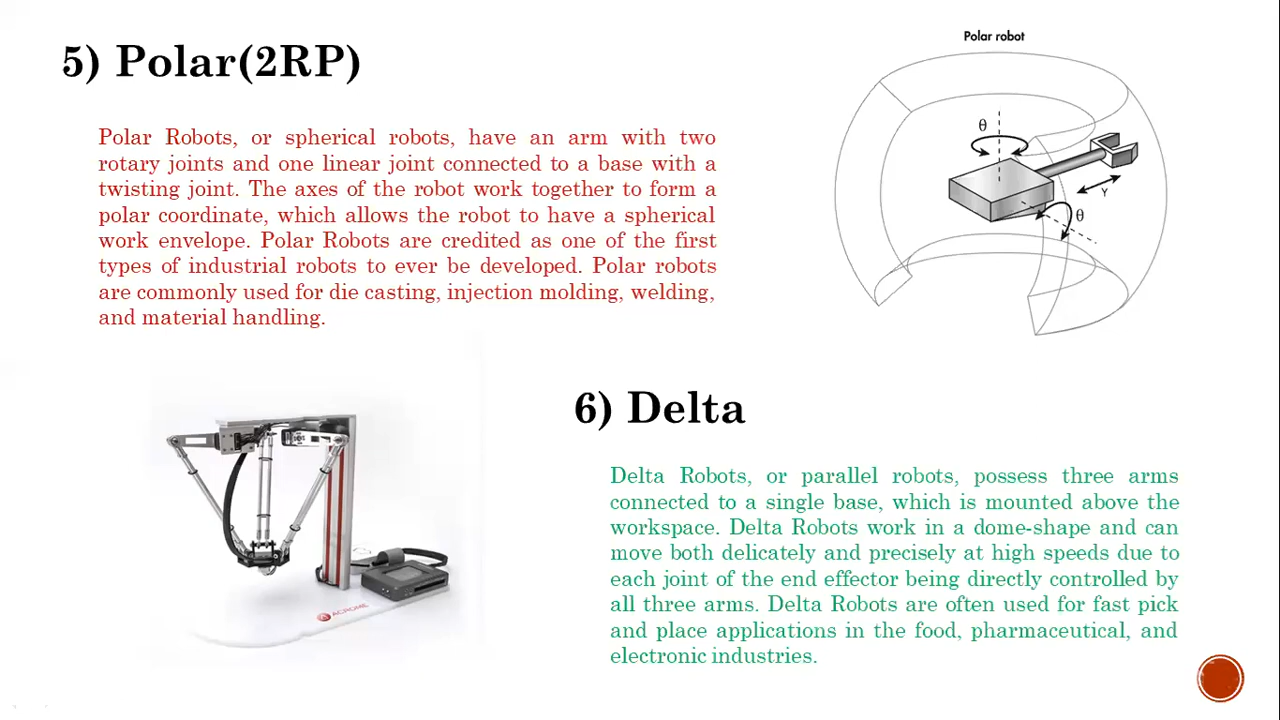 5) Polar(2RP)
Polar robot
Polar Robots, or spherical robots, have an arm with two
rotary joints and one linear joint connected to a base with a
twisting joint. The axes of the robot work together to form a
polar coordinate, which allows the robot to have a spherical
work envelope. Polar Robots are credited as one of the first
types of industrial robots to ever be developed. Polar robots
are commonly used for die casting, injection molding, welding,
and material handling.
θ
Y
θ
6) Delta
Delta Robots, or parallel robots, possess three arms
connected to a single base, which is mounted above the
workspace. Delta Robots work in a dome-shape and can
move both delicately and precisely at high speeds due to
each joint of the end effector being directly controlled by
all three arms. Delta Robots are often used for fast pick
and place applications in the food, pharmaceutical, and
electronic industries.
ACROME